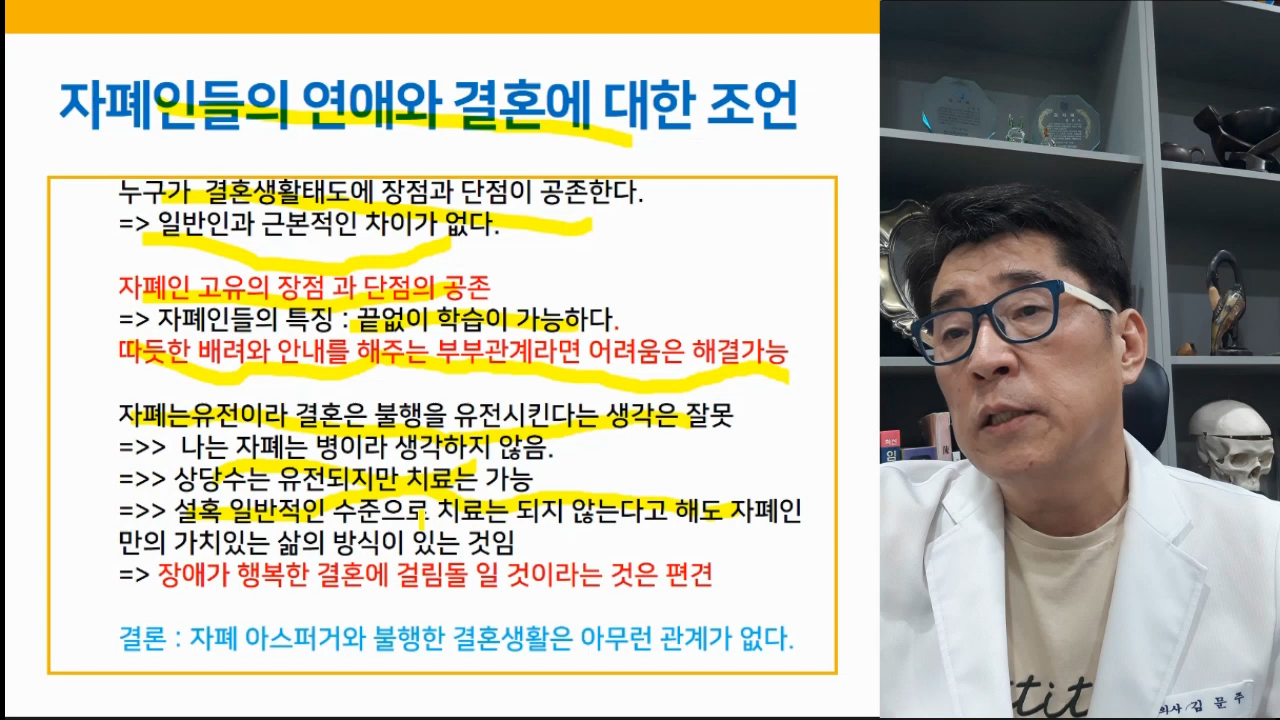 자폐인들의 연애와 결혼에 대한 조언
누구가 결혼생활태도에 장점과 단점이 공존한다.
=> 일반인과 근본적인 차이가 없다.
자폐인 고유의 장점 과 단점의 공존
=> 자폐인들의 특징 : 끝없이 학습이 가능하다.
따듯한 배려와 안내를 해주는 부부관계라면 어려움은 해결가능
자폐는유전이라 결혼은 불행을 유전시킨다는 생각은 잘못
=>> 나는 자폐는 병이라 생각하지 않음.
=>> 상당수는 유전되지만 치료는 가능
=>> 설혹 일반적인 수준으로 치료는 되지 않는다고 해도 자폐인
만의 가치있는 삶의 방식이 있는 것임
=> 장애가 행복한 결혼에 걸림돌 일 것이라는 것은 편견
결론 : 자폐 아스퍼거와 불행한 결혼생활은 아무런 관계가 없다.
의사 김 문 주